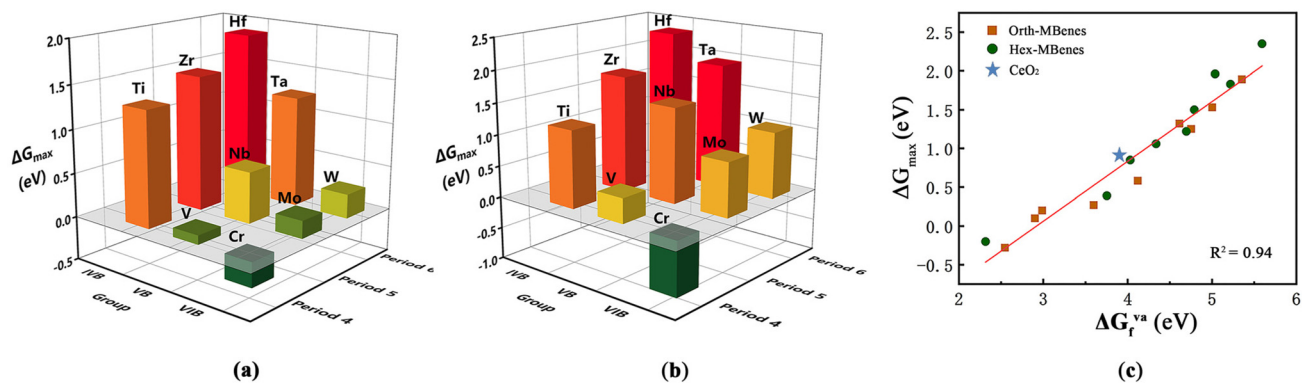 2.0
1.5
1.0
0.5
0.0
-0.5
ΔGmax
(eV)
Ti
Zr
Hf
V
Nb
Ta
Cr
Mo
W
IVB
VB
VIB
Group
Period 4
Period 5
Period 6
(a)
2.5
2.0
1.5
1.0
0.5
0.0
-0.5
-1.0
ΔGmax
(eV)
Ti
Zr
Hf
V
Nb
Ta
Cr
Mo
W
IVB
VB
VIB
Group
Period 4
Period 5
Period 6
(b)
2.5
2.0
1.5
1.0
0.5
0.0
−0.5
ΔGmax (eV)
Orth-MBenes
Hex-MBenes
CeO₂
R² = 0.94
2 3 4 5 6
ΔGfva (eV)
(c)